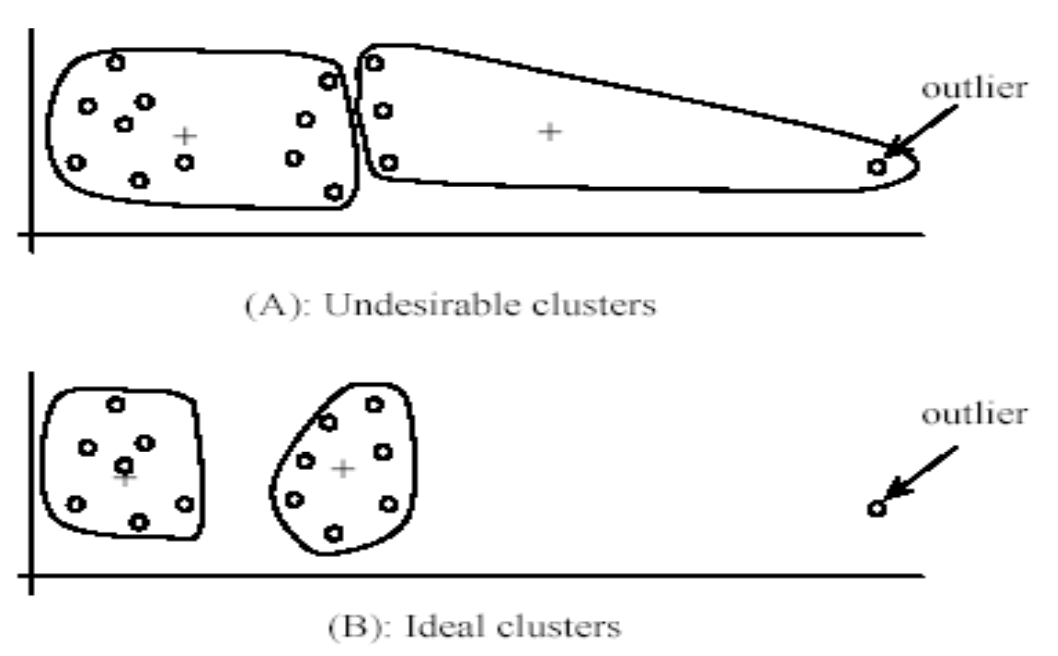 outlier
(A): Undesirable clusters
outlier
(B): Ideal clusters